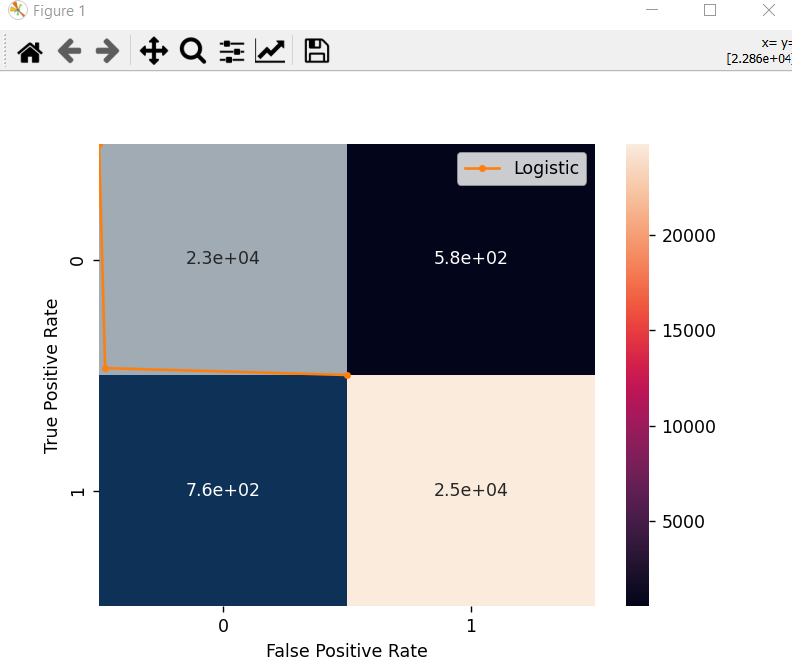 Figure 1
x= y=
[2.286e+04]
Logistic
0
2.3e+04
5.8e+02
20000
15000
True Positive Rate
10000
1
7.6e+02
2.5e+04
5000
0
1
False Positive Rate